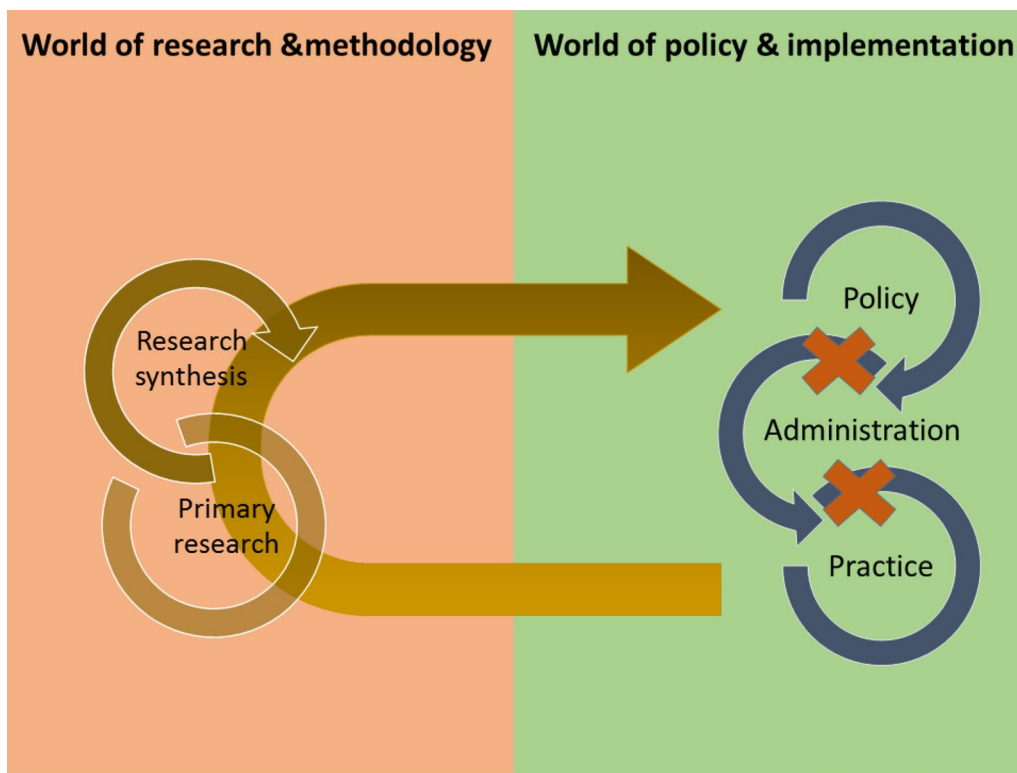 World of research &methodology
World of policy & implementation
Research
synthesis
Primary
research
Policy
Administration
Practice